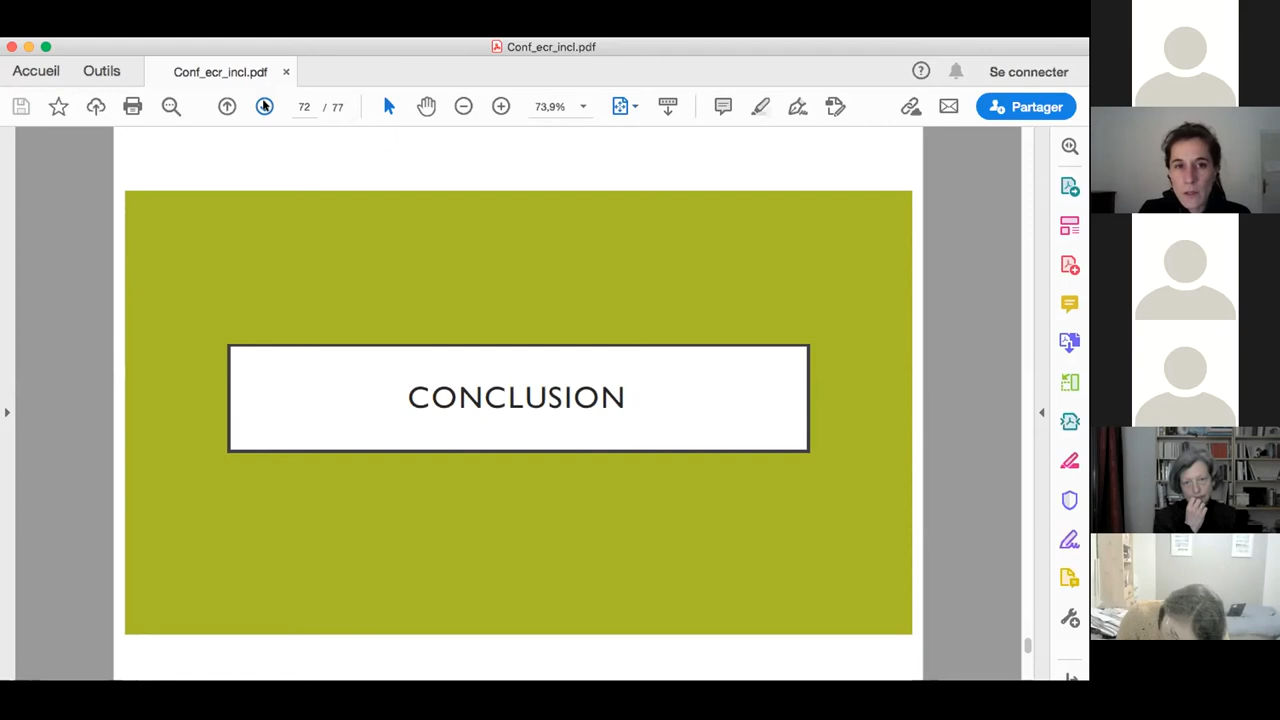 Conf_ecr_incl.pdf
Accueil Outils Conf_ecr_incl.pdf × Se connecter
72 / 77 73,9% Partager
CONCLUSION